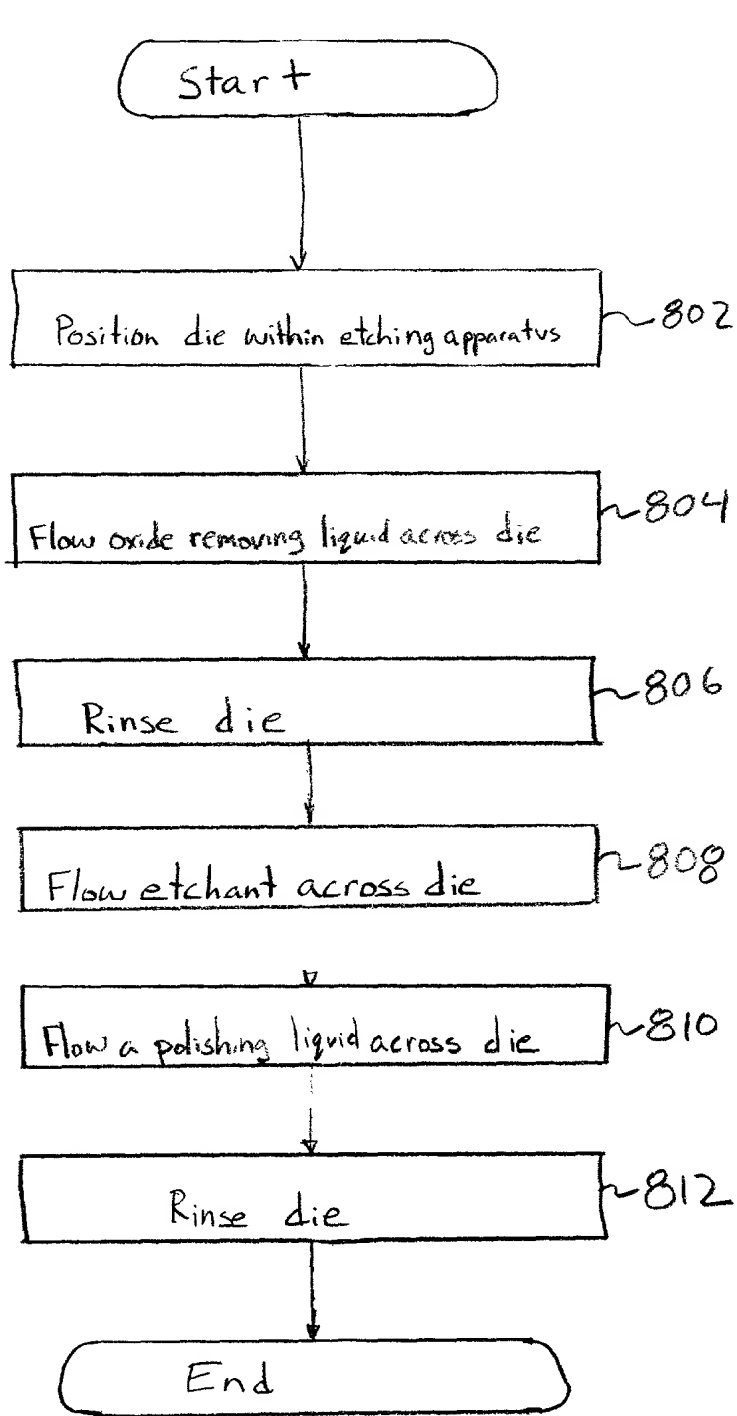 Start
Position die within etching apparatus
802
Flow oxide removing liquid across die
804
Rinse die
806
Flow etchant across die
808
Flow a polishing liquid across die
810
Rinse die
812
End